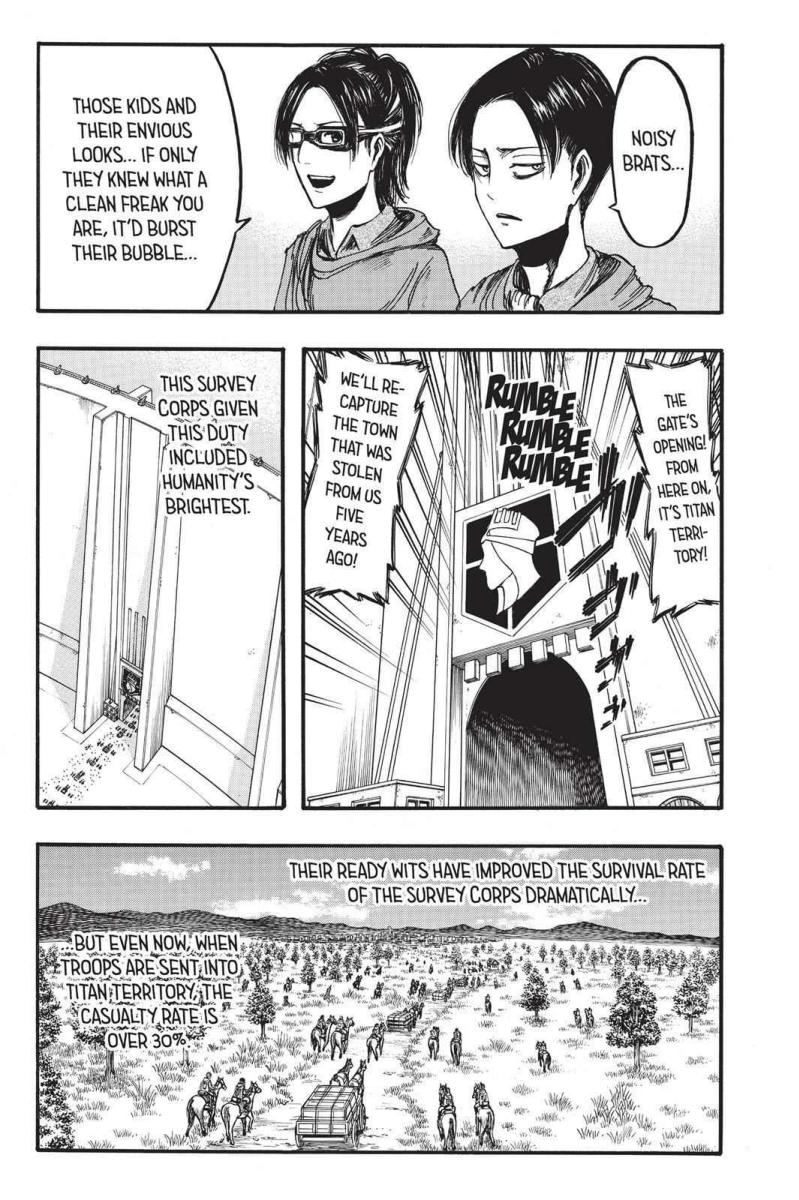 NOISY
BRATS...
THOSE KIDS AND
THEIR ENVIOUS
LOOKS... IF ONLY
THEY KNEW WHAT A
CLEAN FREAK YOU
ARE, IT'D BURST
THEIR BUBBLE...
THE
GATE'S
OPENING!
FROM
HERE ON,
IT'S TITAN
TERRI-
TORY!
RUMBLE
RUMBLE
RUMBLE
ゴゴゴゴ
WE'LL RE-
CAPTURE
THE TOWN
THAT WAS
STOLEN
FROM US
FIVE
YEARS
AGO!
THIS SURVEY
CORPS GIVEN
THIS DUTY
INCLUDED
HUMANITY'S
BRIGHTEST.
THEIR READY WITS HAVE IMPROVED THE SURVIVAL RATE
OF THE SURVEY CORPS DRAMATICALLY...
...BUT EVEN NOW, WHEN
TROOPS ARE SENT INTO
TITAN TERRITORY, THE
CASUALTY RATE IS
OVER 30%